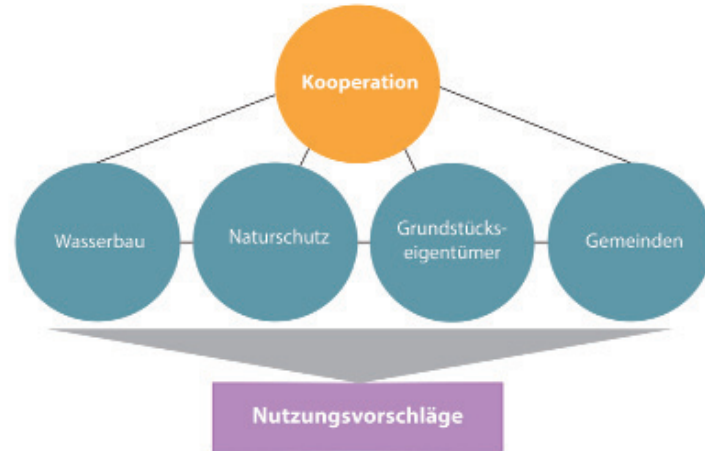 Kooperation
Wasserbau
Naturschutz
Grundstücks-
eigentümer
Gemeinden
Nutzungsvorschläge